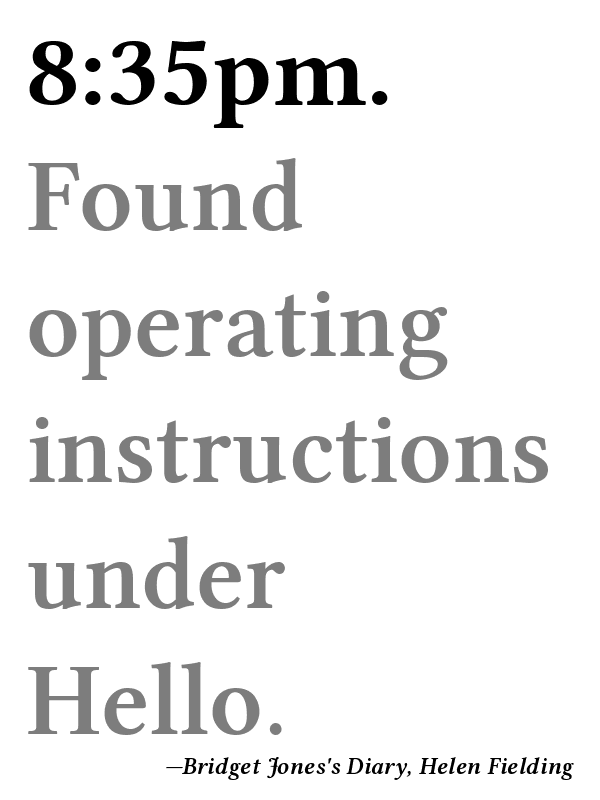 8:35pm.
Found
operating
instructions
under
Hello.
—Bridget Jones's Diary, Helen Fielding